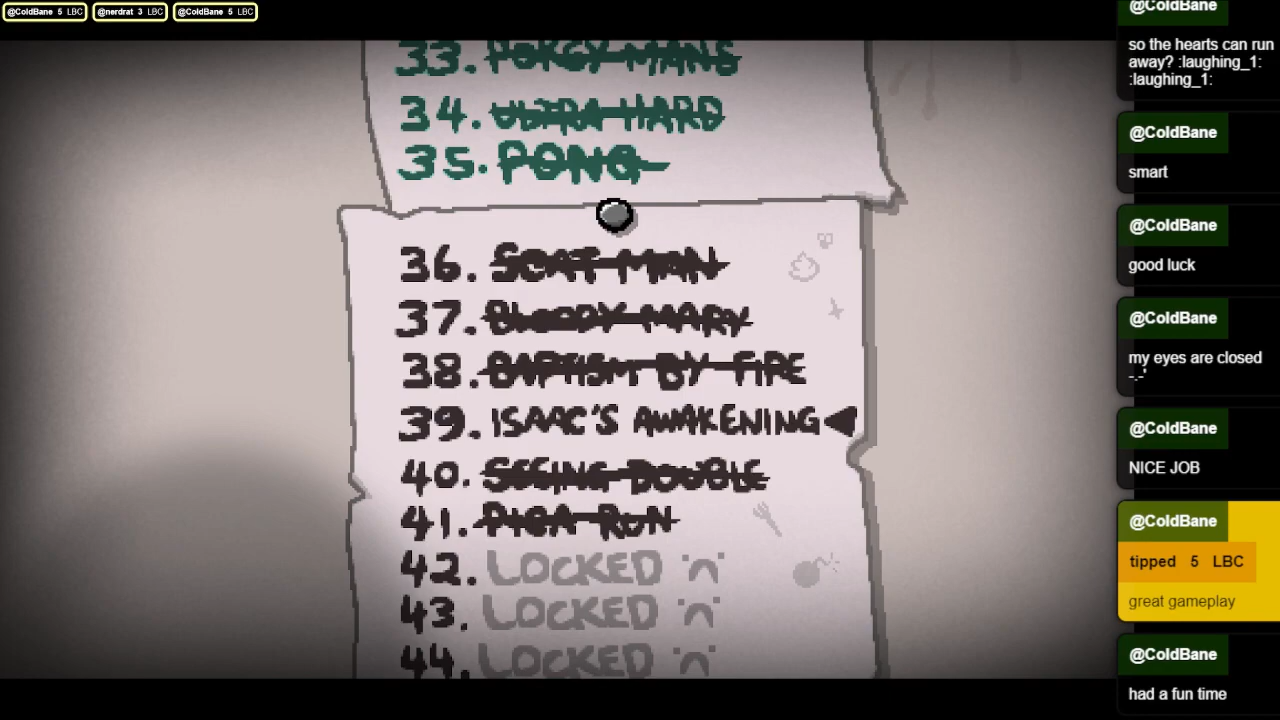 @ColdBane 5 LBC @nerdrat 3 LBC @ColdBane 5 LBC
33. POKEY MANS
34. ULTRA HARD
35. PONG
36. SCAT MAN
37. BLOODY MARY
38. BAPTISM BY FIRE
39. ISAAC'S AWAKENING
40. SEEING DOUBLE
41. PICA RUN
42. LOCKED
43. LOCKED
44. LOCKED
@ColdBane
so the hearts can run
away? :laughing_1:
:laughing_1:
@ColdBane
smart
@ColdBane
good luck
@ColdBane
my eyes are closed
-.-'
@ColdBane
NICE JOB
@ColdBane
tipped 5 LBC
great gameplay
@ColdBane
had a fun time